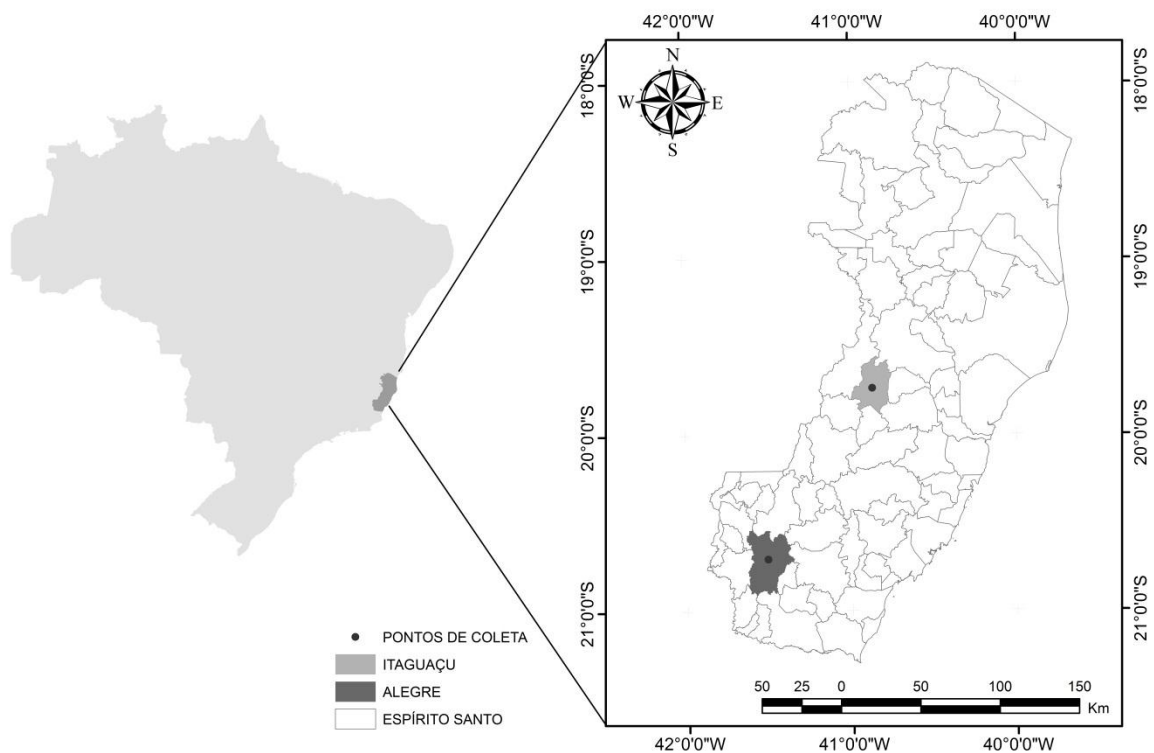 42°0'0"W 41°0'0"W 40°0'0"W
N
W E
S
18°0'0"S 18°0'0"S
19°0'0"S 19°0'0"S
20°0'0"S 20°0'0"S
21°0'0"S 21°0'0"S
PONTOS DE COLETA
ITAGUAÇU
ALEGRE
ESPÍRITO SANTO
50 25 0 50 100 150
Km
42°0'0"W 41°0'0"W 40°0'0"W